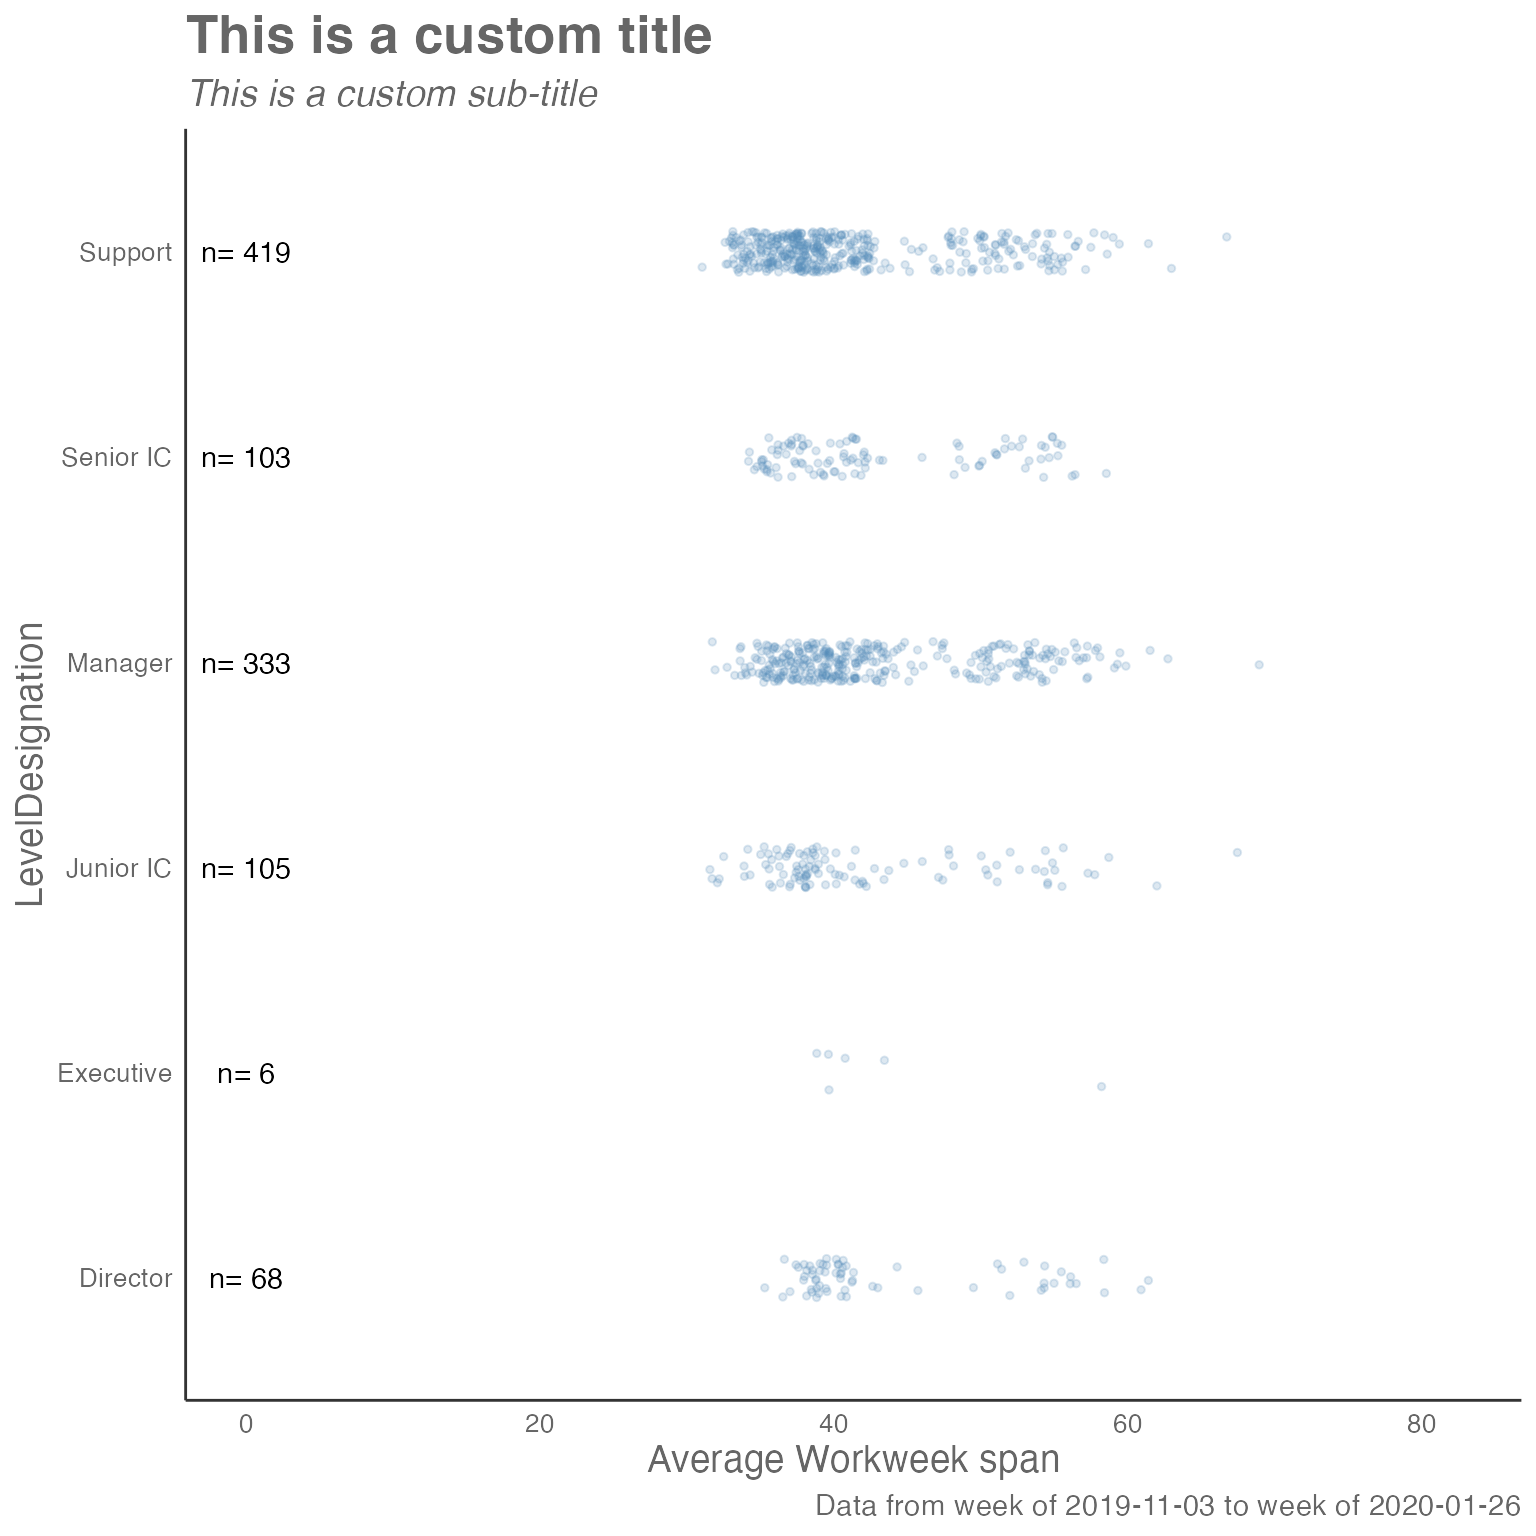 This is a custom title
This is a custom sub-title
LevelDesignation
Support n= 419
Senior IC n= 103
Manager n= 333
Junior IC n= 105
Executive n= 6
Director n= 68
0 20 40 60 80
Average Workweek span
Data from week of 2019-11-03 to week of 2020-01-26